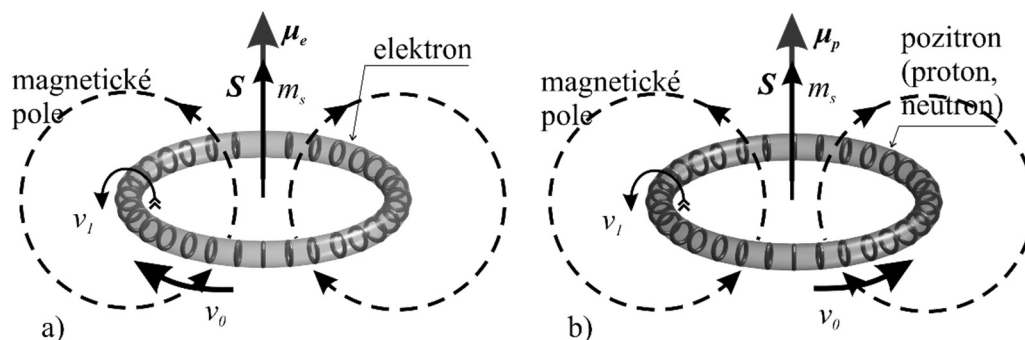 μe
elektron
magnetické
pole
S
ms
v1
v0
a)
μp
pozitron
(proton,
neutron)
magnetické
pole
S
ms
v1
v0
b)